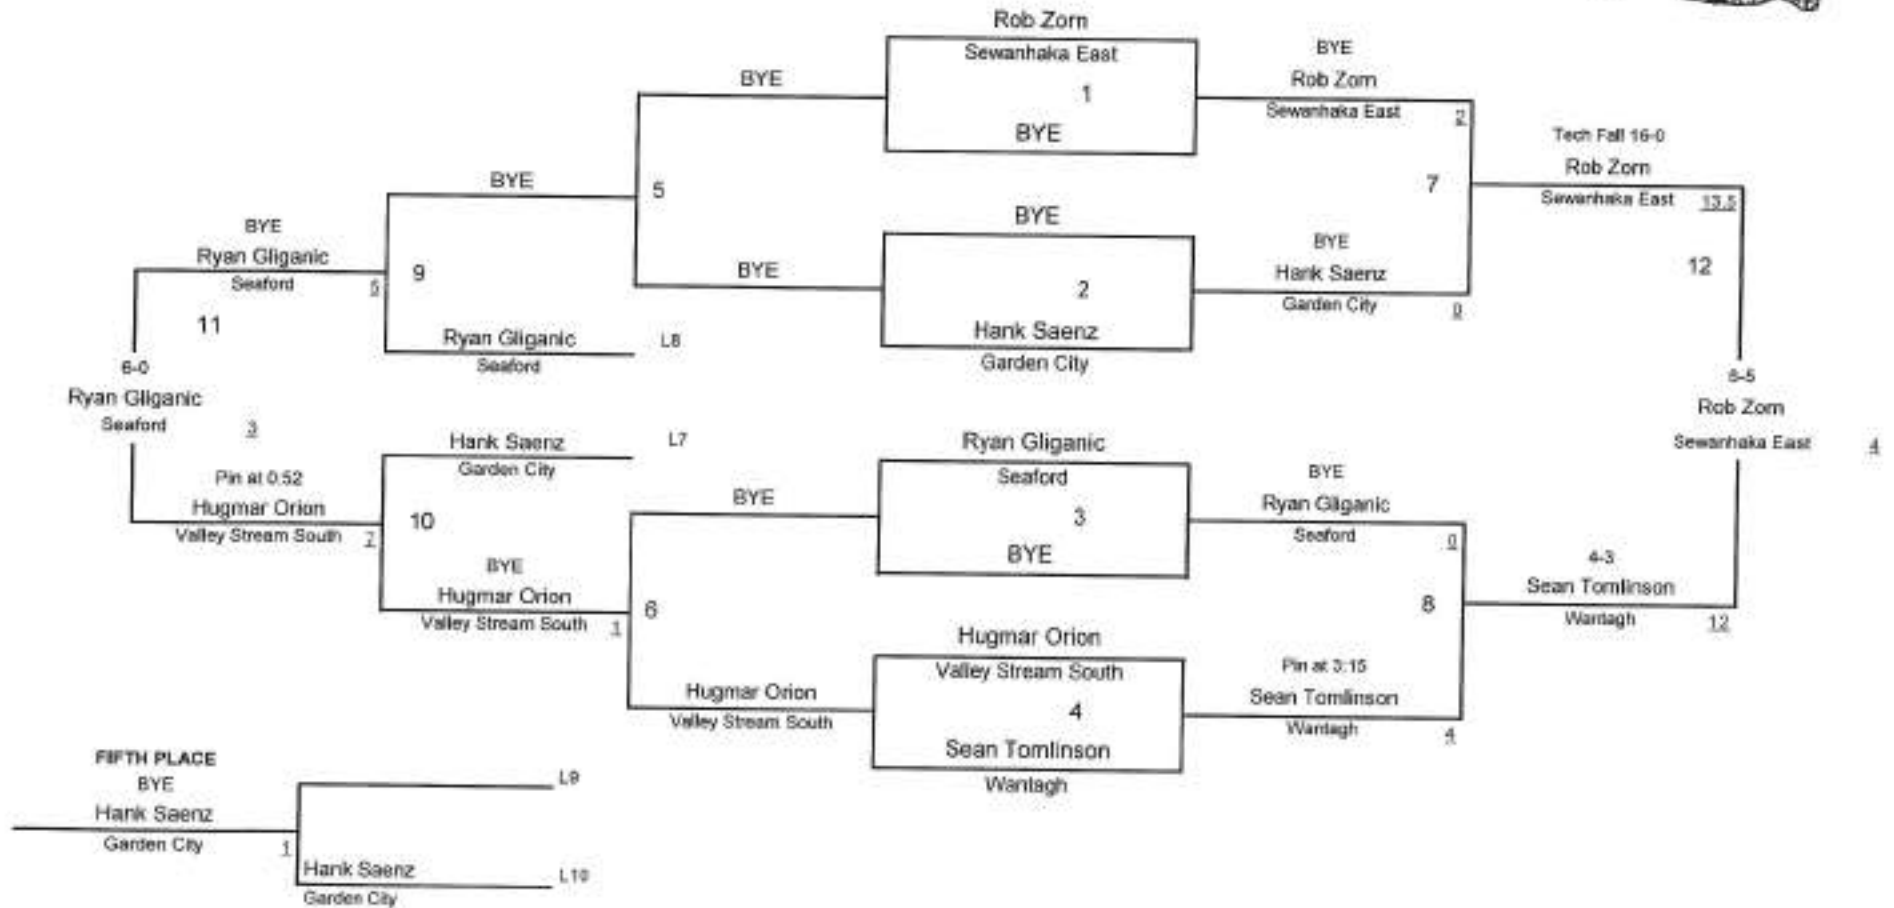 Rob Zorn
Sewanhaka East
1
BYE
BYE
Rob Zorn
Sewanhaka East
2
BYE
5
BYE
BYE
2
Hank Saenz
Garden City
BYE
Hank Saenz
Garden City
0
7
Tech Fall 16-0
Rob Zorn
Sewanhaka East
13.5
12
BYE
9
Ryan Gliganic
Seaford
L8
BYE
Ryan Gliganic
Seaford
5
11
6-0
Ryan Gliganic
Seaford
3
Hank Saenz
Garden City
L7
Pin at 0:52
Hugmar Orion
Valley Stream South
10
BYE
Hugmar Orion
Valley Stream South
1
BYE
6
Hugmar Orion
Valley Stream South
Ryan Gliganic
Seaford
3
BYE
Hugmar Orion
Valley Stream South
4
Sean Tomlinson
Wantagh
BYE
Ryan Gliganic
Seaford
0
8
Pin at 3:15
Sean Tomlinson
Wantagh
4
4-3
Sean Tomlinson
Wantagh
12
Rob Zorn
Sewanhaka East
4
FIFTH PLACE
BYE
Hank Saenz
Garden City
1
L9
Hank Saenz
Garden City
L10